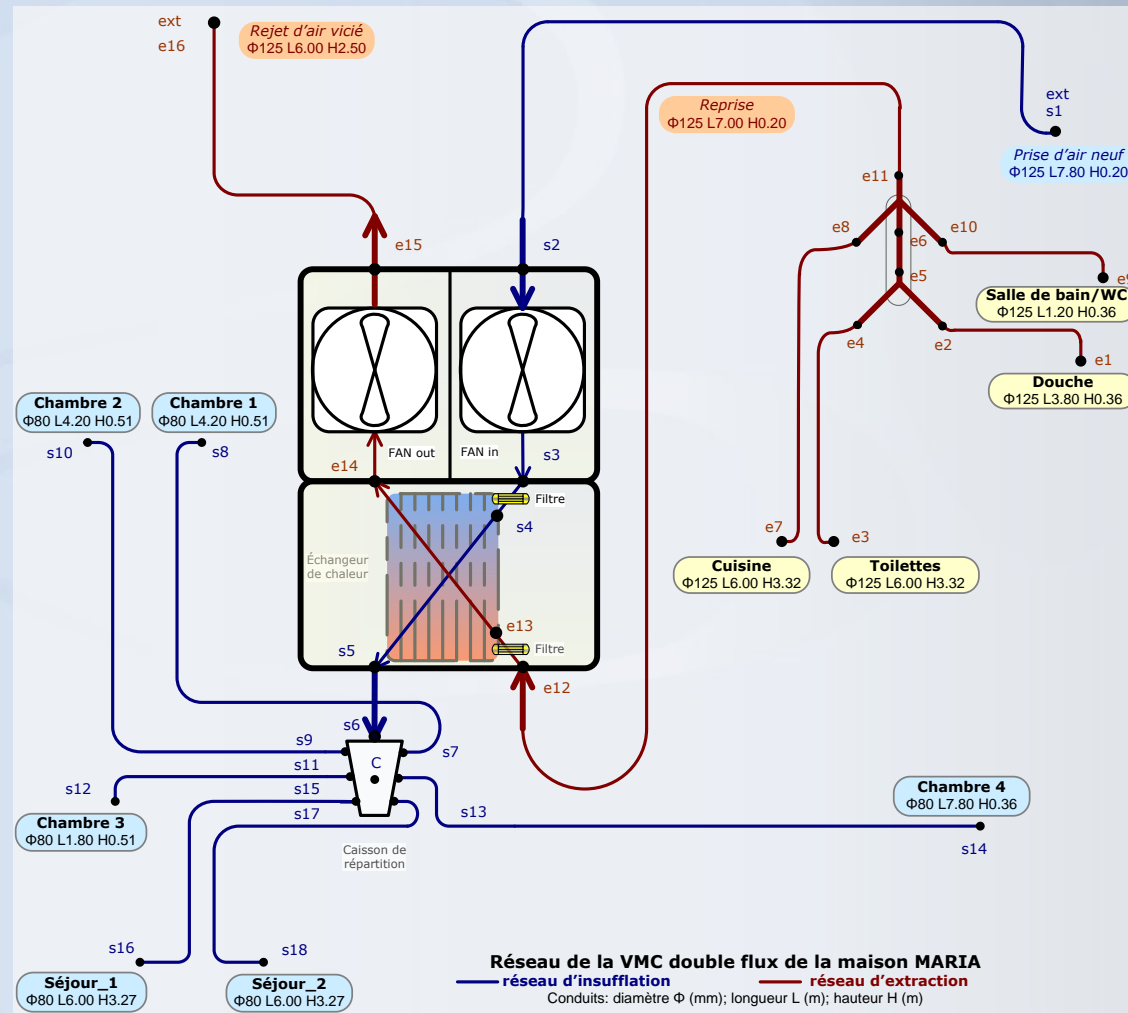 ext
e16
Rejet d'air vicié
Φ125 L6.00 H2.50
Reprise
Φ125 L7.00 H0.20
ext
s1
Prise d'air neuf
Φ125 L7.80 H0.20
e11
e8
e10
e6
e5
e9
Salle de bain/WC
Φ125 L1.20 H0.36
e4
e2
e1
Douche
Φ125 L3.80 H0.36
e15
s2
Chambre 2
Φ80 L4.20 H0.51
Chambre 1
Φ80 L4.20 H0.51
s10
s8
FAN out
FAN in
s3
e14
Filtre
s4
Échangeur
de chaleur
e7
e3
Cuisine
Φ125 L6.00 H3.32
Toilettes
Φ125 L6.00 H3.32
e13
Filtre
s5
e12
s6
s9
s7
C
s11
s12
s15
s13
s17
Chambre 3
Φ80 L1.80 H0.51
Chambre 4
Φ80 L7.80 H0.36
s14
Caisson de
répartition
s16
s18
Séjour_1
Φ80 L6.00 H3.27
Séjour_2
Φ80 L6.00 H3.27
Réseau de la VMC double flux de la maison MARIA
réseau d'insufflation
réseau d'extraction
Conduits: diamètre Φ (mm); longueur L (m); hauteur H (m)